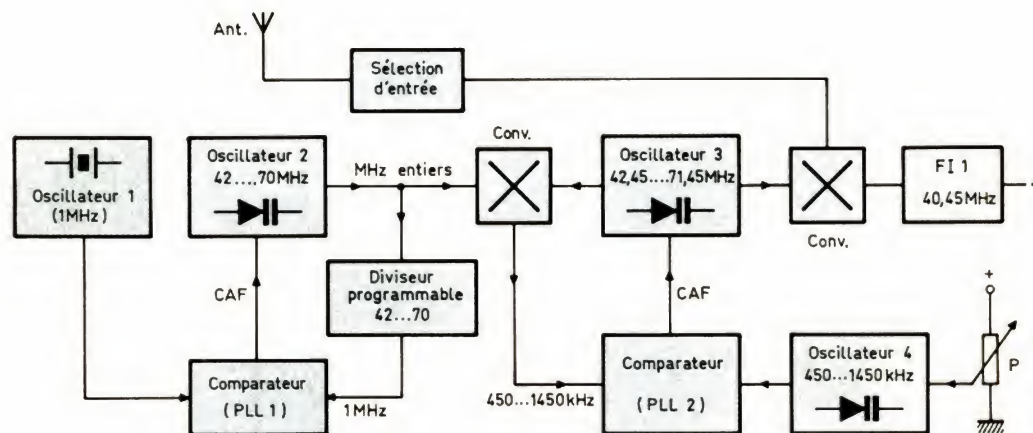 Ant.
Sélection
d'entrée
Conv.
Oscillateur 1
(1MHz)
Oscillateur 2
42....70MHz
MHz entiers
Oscillateur 3
42,45....71,45MHz
FI 1
40,45MHz
Conv.
CAF
Diviseur
programmable
42...70
CAF
Comparateur
(PLL 1)
1MHz
450...1450kHz
Comparateur
(PLL 2)
Oscillateur 4
450...1450kHz
+
P